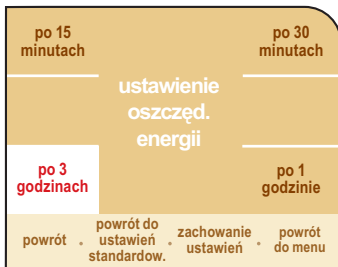 po 15
minutach
po 30
minutach
ustawienie
oszczęd.
energii
po 3
godzinach
po 1
godzinie
powrót
powrót do
ustawień
standardow.
zachowanie
ustawień
powrót
do menu